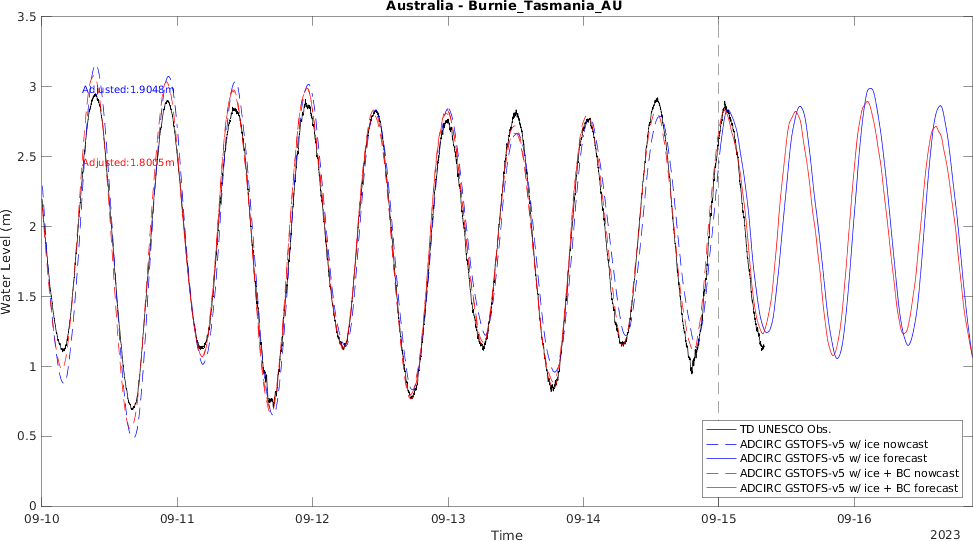 Australia - Burnie_Tasmania_AU
3.5
3
2.5
2
1.5
1
0.5
0
Water Level (m)
Adjusted:1.9048m
Adjusted:1.8005m
TD UNESCO Obs.
ADCIRC GSTOFS-v5 w/ ice nowcast
ADCIRC GSTOFS-v5 w/ ice forecast
ADCIRC GSTOFS-v5 w/ ice + BC nowcast
ADCIRC GSTOFS-v5 w/ ice + BC forecast
09-10 09-11 09-12 09-13 09-14 09-15 09-16
Time
2023